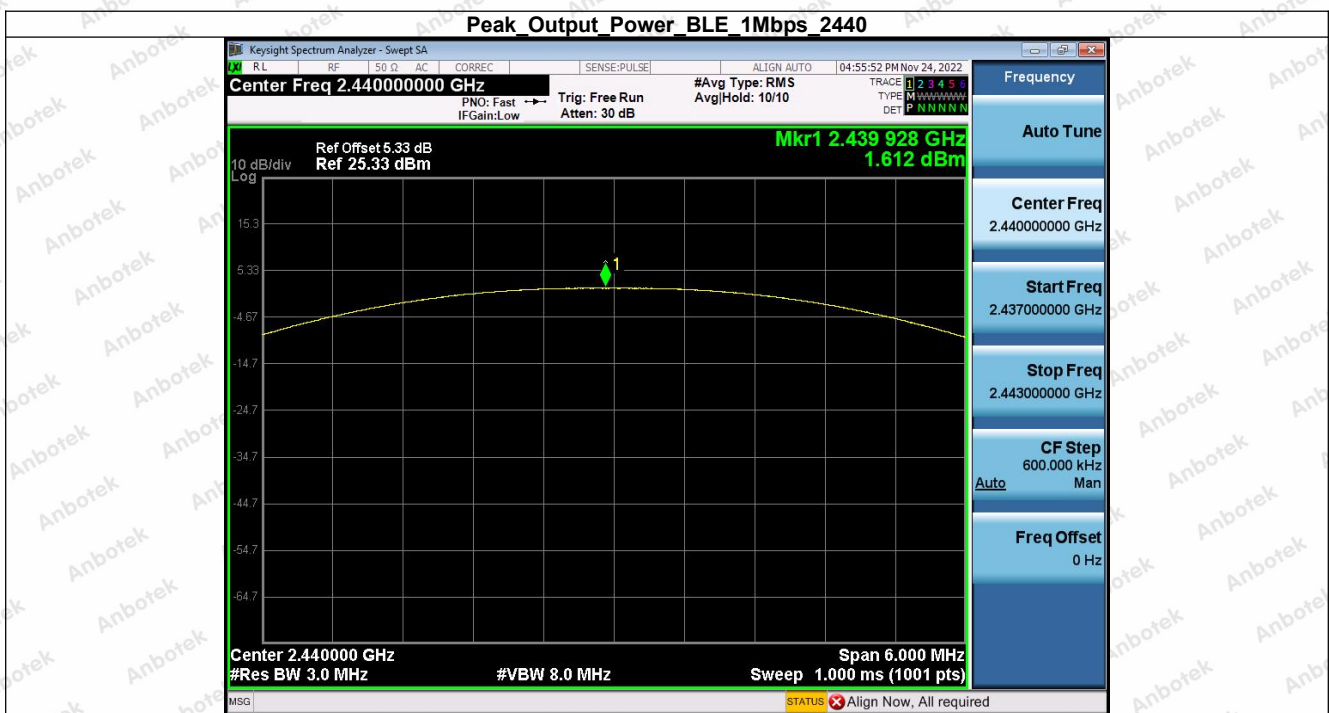 Peak_Output_Power_BLE_1Mbps_2440
Keysight Spectrum Analyzer - Swept SA
LXI RL RF 50 Ω AC CORREC SENSE:PULSE ALIGN AUTO 04:55:52 PM Nov 24, 2022
Center Freq 2.440000000 GHz
PNO: Fast
IFGain:Low
Trig: Free Run
Atten: 30 dB
#Avg Type: RMS
Avg|Hold: 10/10
TRACE 1 2 3 4 5 6
TYPE M WWWWW
DET P N N N N N
Ref Offset 5.33 dB
10 dB/div Ref 25.33 dBm
Log
Mkr1 2.439 928 GHz
1.612 dBm
1
15.3
5.33
-4.67
-14.7
-24.7
-34.7
-44.7
-54.7
-64.7
Center 2.440000 GHz Span 6.000 MHz
#Res BW 3.0 MHz #VBW 8.0 MHz Sweep 1.000 ms (1001 pts)
MSG STATUS Align Now, All required
Frequency
Auto Tune
Center Freq
2.440000000 GHz
Start Freq
2.437000000 GHz
Stop Freq
2.443000000 GHz
CF Step
600.000 kHz
Auto Man
Freq Offset
0 Hz
Anbotek